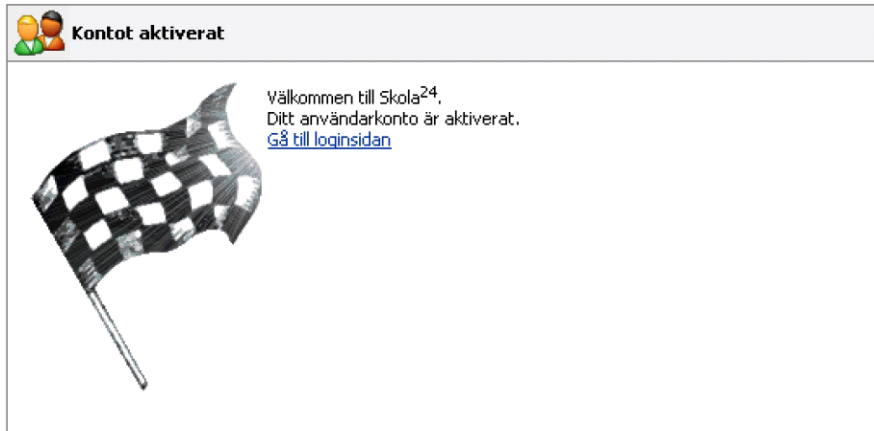 Kontot aktiverat
Välkommen till Skola²⁴.
Ditt användarkonto är aktiverat.
Gå till loginsidan